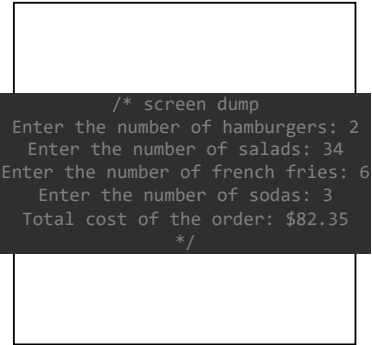 /* screen dump
Enter the number of hamburgers: 2
Enter the number of salads: 34
Enter the number of french fries: 6
Enter the number of sodas: 3
Total cost of the order: $82.35
*/